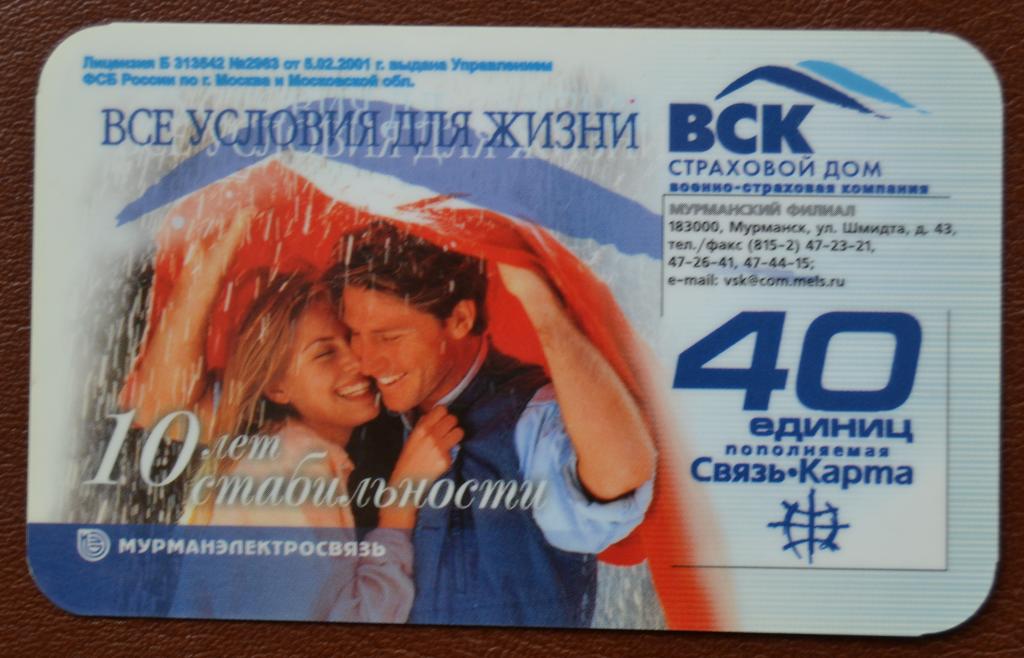 Лицензия Б 313542 №2963 от 8.02.2001 г. выдана Управлением
ФСБ России по г. Москва и Московской обл.
ВСЕ УСЛОВИЯ ДЛЯ ЖИЗНИ
10 лет
стабильности
МУРМАНЭЛЕКТРОСВЯЗЬ
ВСК
СТРАХОВОЙ ДОМ
военно-страховая компания
МУРМАНСКИЙ ФИЛИАЛ
183000, Мурманск, ул. Шмидта, д. 43,
тел./факс (815-2) 47-23-21,
47-26-41, 47-44-15;
e-mail: vsk@com.mels.ru
40
единиц
пополняемая
Связь•Карта